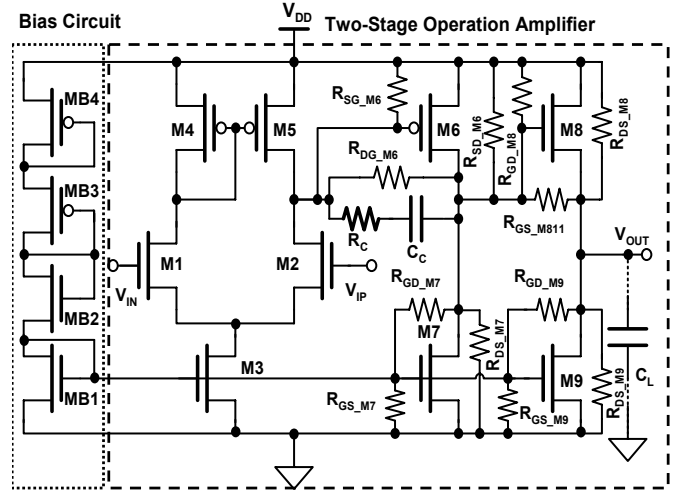 Bias Circuit
V_DD
Two-Stage Operation Amplifier
MB4
MB3
MB2
MB1
M4
M5
M1
M2
M3
V_IN
V_IP
R_SG_M6
M6
R_DG_M6
R_C
C_C
R_SD_M6
R_GD_M8
M8
R_DS_M8
R_GS_M811
V_OUT
R_GD_M7
M7
R_DS_M7
R_GS_M7
R_GD_M9
M9
R_DS_M9
R_GS_M9
C_L